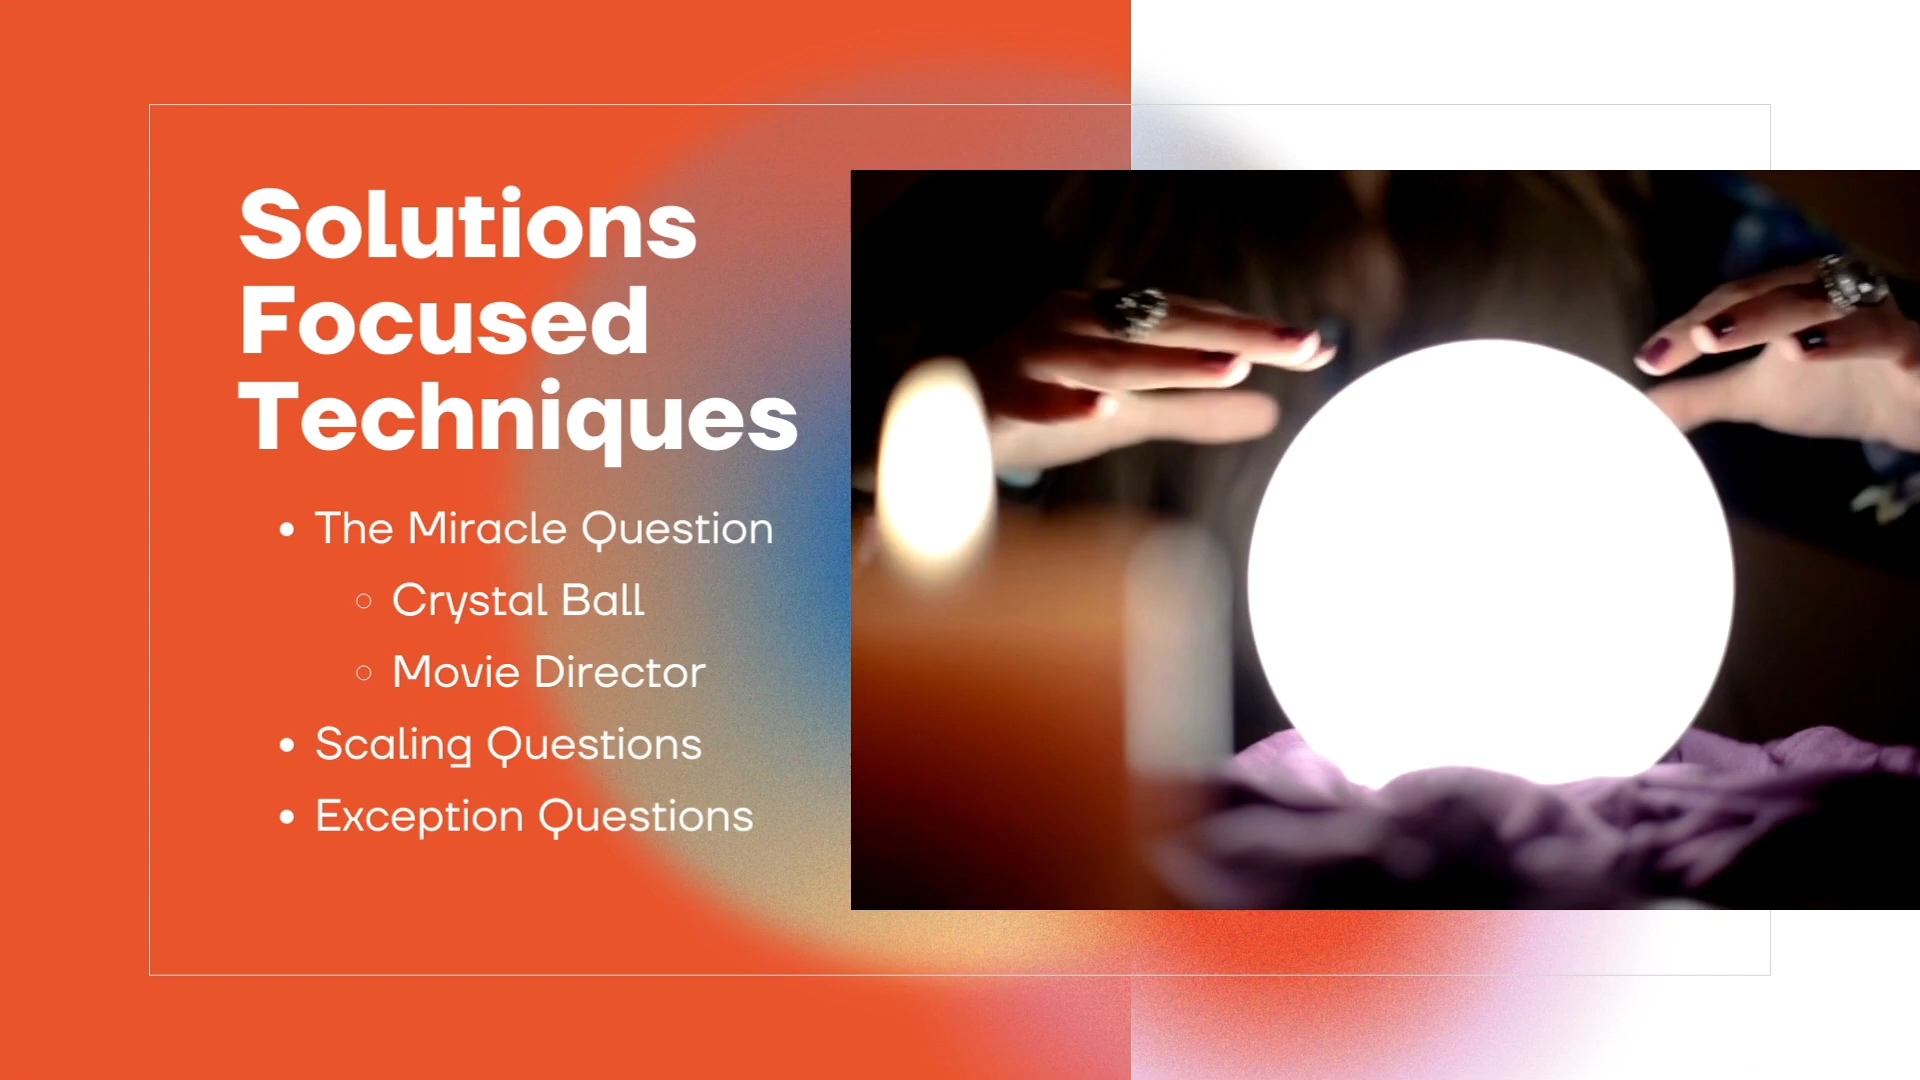 Solutions
Focused
Techniques
• The Miracle Question
○ Crystal Ball
○ Movie Director
• Scaling Questions
• Exception Questions